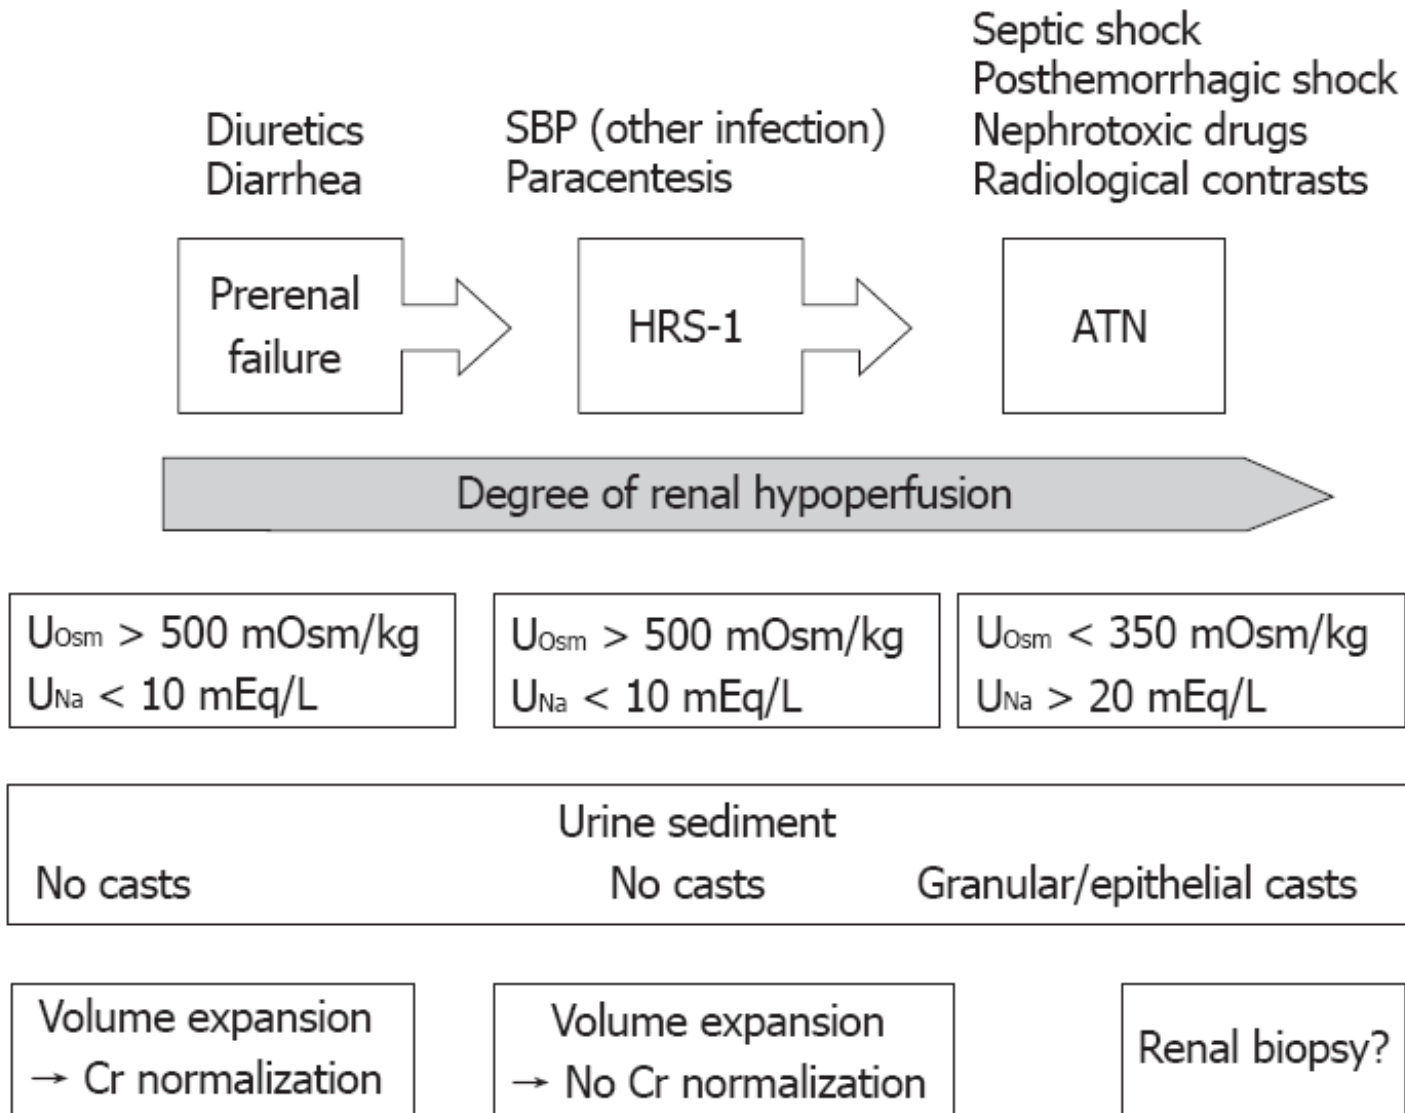 Diuretics
Diarrhea
SBP (other infection)
Paracentesis
Septic shock
Posthemorrhagic shock
Nephrotoxic drugs
Radiological contrasts
Prerenal
failure
HRS-1
ATN
Degree of renal hypoperfusion
UOsm > 500 mOsm/kg
UNa < 10 mEq/L
UOsm > 500 mOsm/kg
UNa < 10 mEq/L
UOsm < 350 mOsm/kg
UNa > 20 mEq/L
Urine sediment
No casts
No casts
Granular/epithelial casts
Volume expansion
→ Cr normalization
Volume expansion
→ No Cr normalization
Renal biopsy?